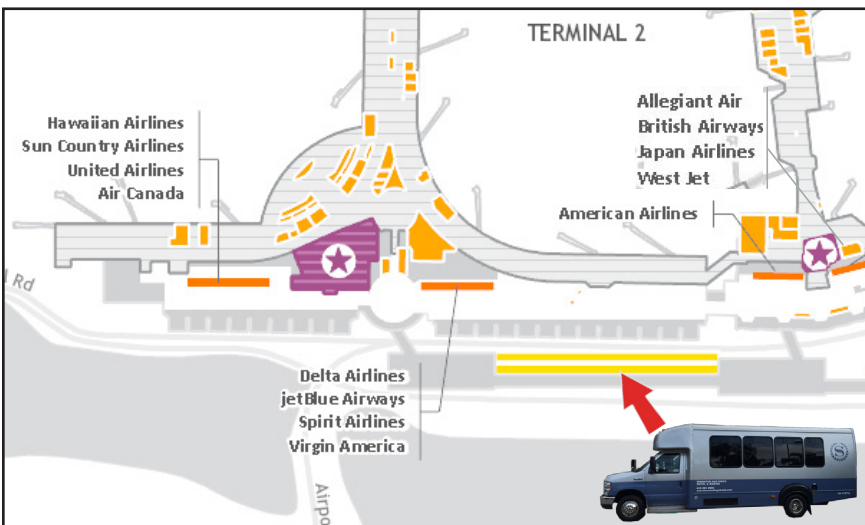 TERMINAL 2
Hawaiian Airlines
Sun Country Airlines
United Airlines
Air Canada
Allegiant Air
British Airways
Japan Airlines
West Jet
American Airlines
Rd
Delta Airlines
jetBlue Airways
Spirit Airlines
Virgin America
Airpo
S